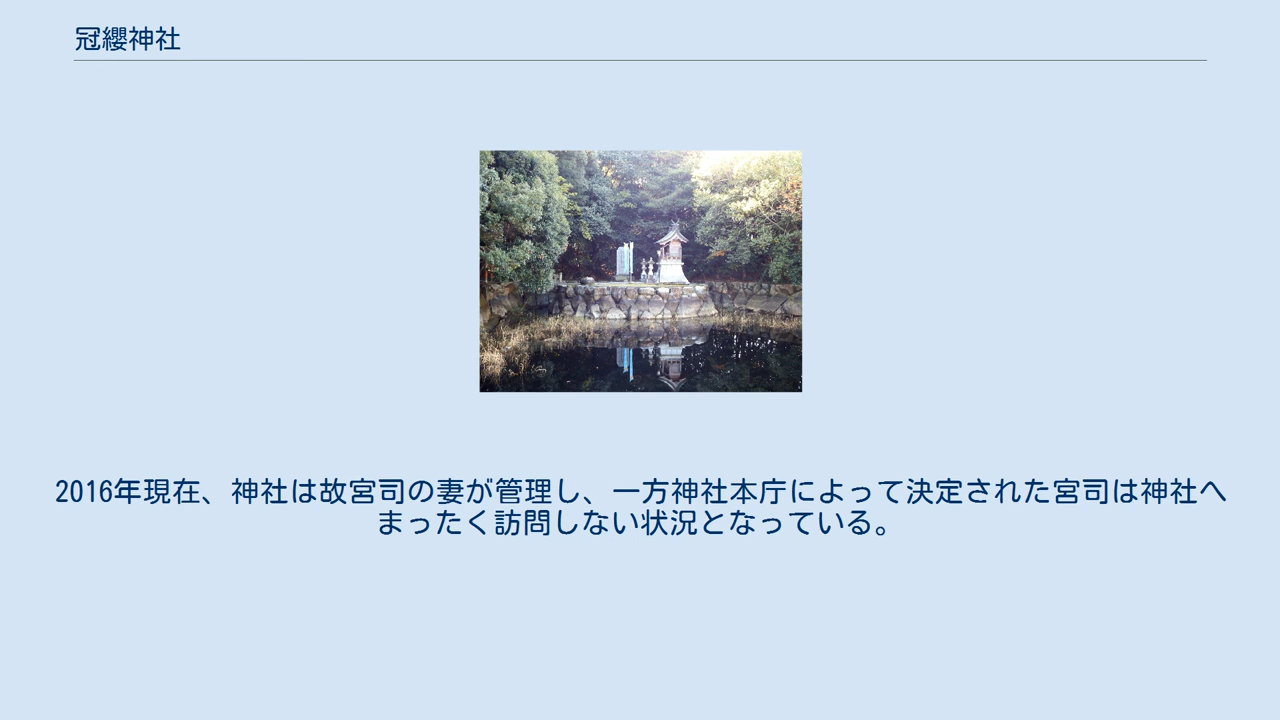 冠纓神社
2016年現在、神社は故宮司の妻が管理し、一方神社本庁によって決定された宮司は神社へ
まったく訪問しない状況となっている。